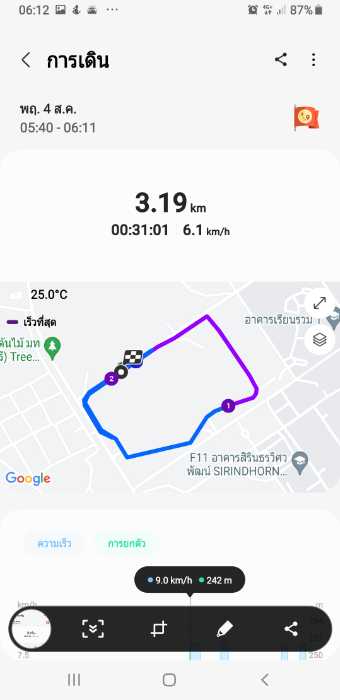 06:12
87%
การเดิน
พฤ. 4 ส.ค.
05:40 - 06:11
3.19 km
00:31:01 6.1 km/h
25.0°C
เร็วที่สุด
อาคารเรียนรวม 1
ต้นไม้ มท
รี) Tree...
2
1
F11 อาคารสิรินธรวิศว
พัฒน์ SIRINDHORN...
Google
ความเร็ว การยกตัว
9.0 km/h 242 m
km/h m
7.5 250